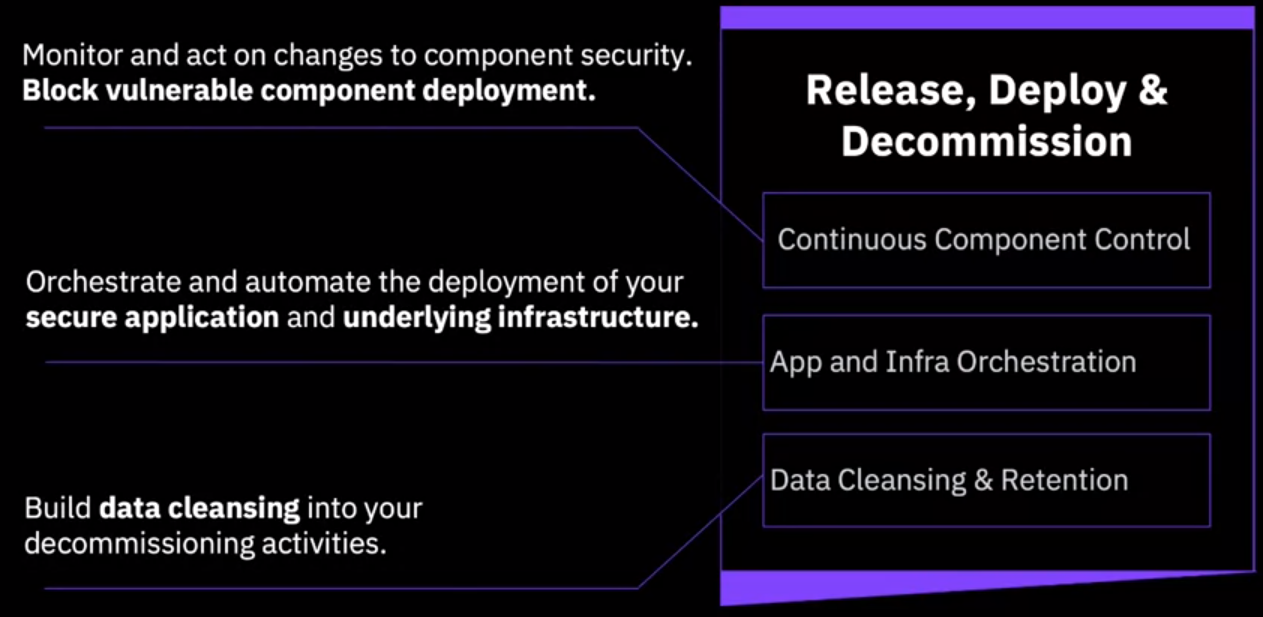 Monitor and act on changes to component security.
Block vulnerable component deployment.
Orchestrate and automate the deployment of your
secure application and underlying infrastructure.
Build data cleansing into your
decommissioning activities.
Release, Deploy &
Decommission
Continuous Component Control
App and Infra Orchestration
Data Cleansing & Retention